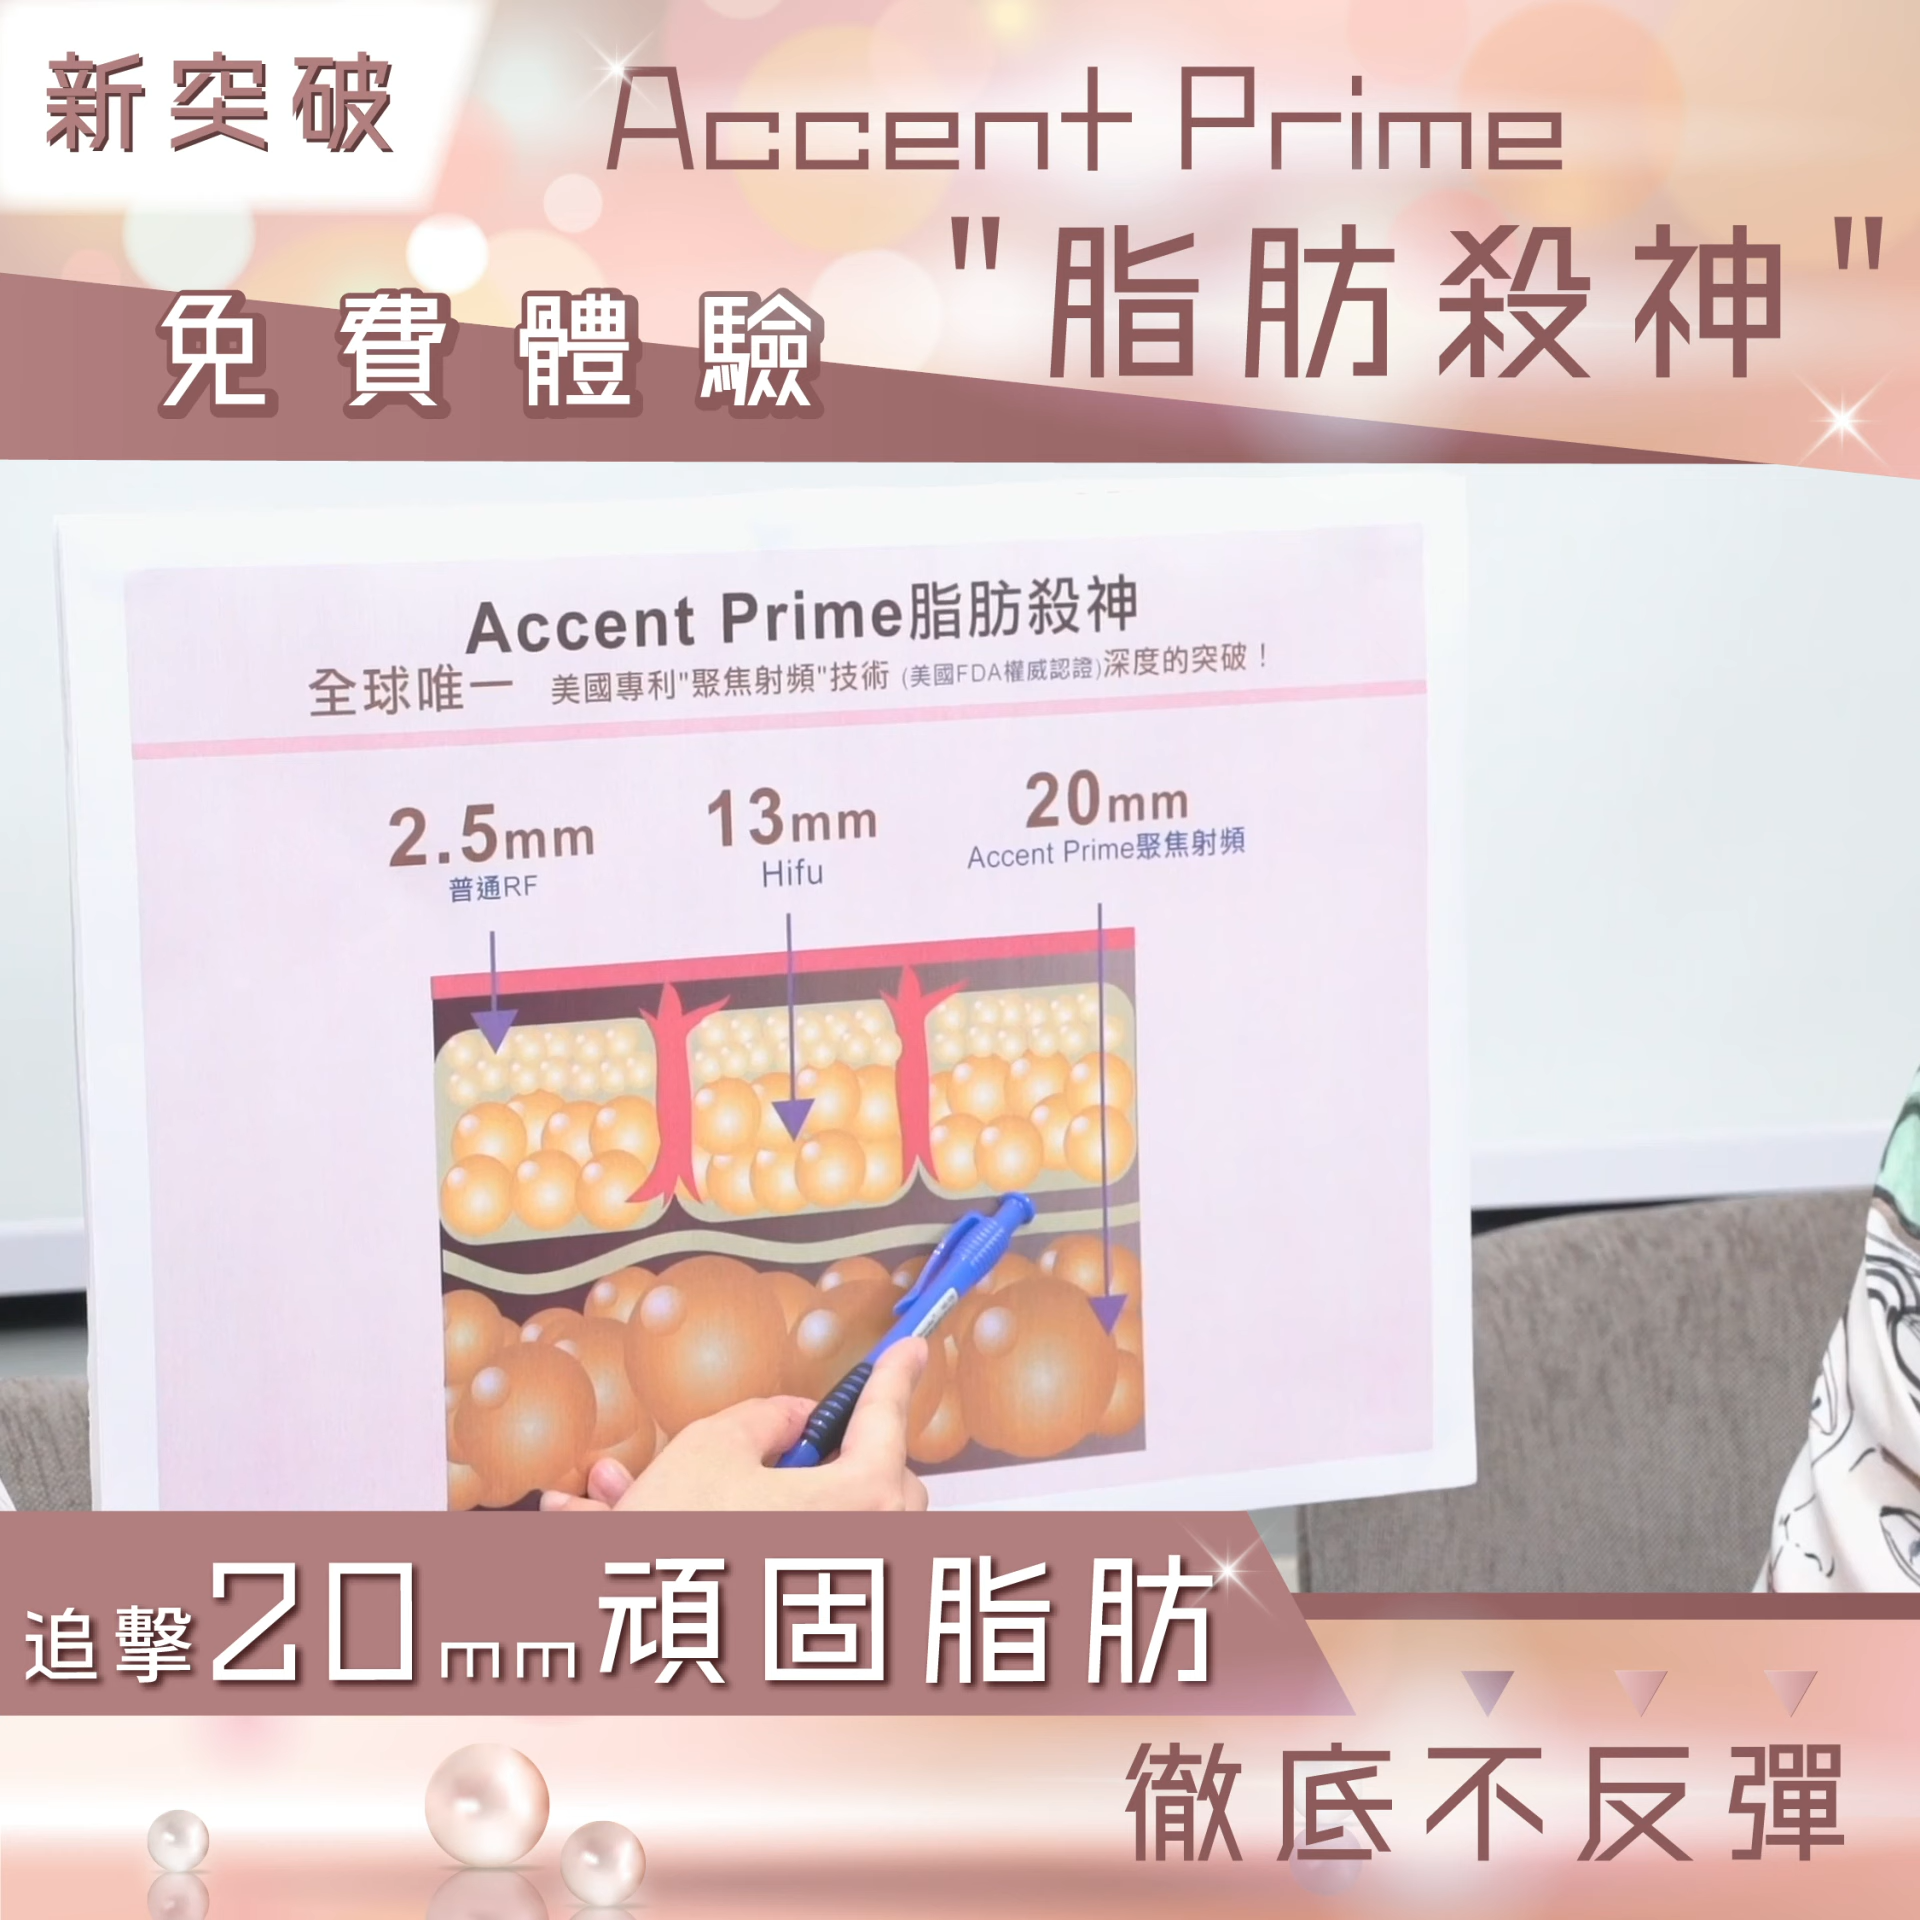 新突破
Accent Prime
"脂肪殺神"
免費體驗
Accent Prime脂肪殺神
全球唯一 美國專利"聚焦射頻"技術 (美國FDA權威認證)深度的突破！
2.5mm
普通RF
13mm
Hifu
20mm
Accent Prime聚焦射頻
追擊20mm頑固脂肪
徹底不反彈